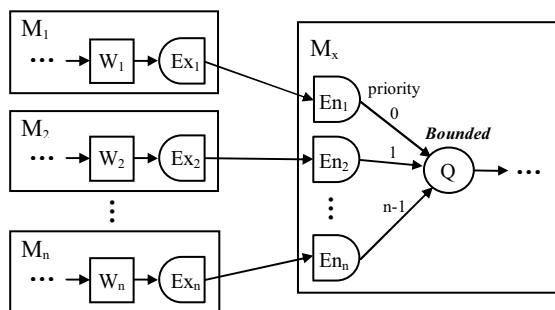 M1
... W1 Ex1
M2
... W2 Ex2
⋮
Mn
... Wn Exn
Mx
En1 priority
0
Bounded
En2 1 Q ...
⋮
n-1
Enn